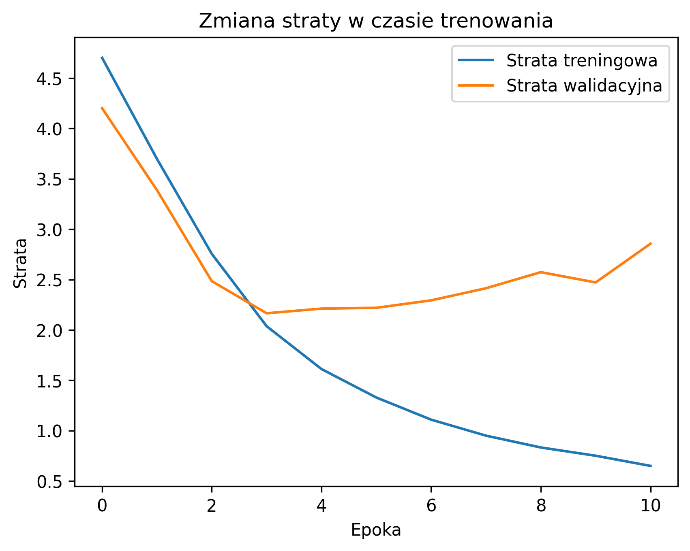 Zmiana straty w czasie trenowania
Strata treningowa
Strata walidacyjna
Strata
4.5
4.0
3.5
3.0
2.5
2.0
1.5
1.0
0.5
0 2 4 6 8 10
Epoka